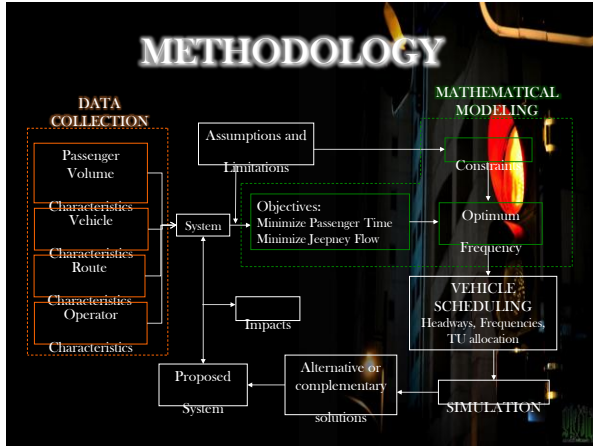 METHODOLOGY
DATA
COLLECTION
Passenger
Volume
Characteristics
Vehicle
Characteristics
Route
Characteristics
Operator
Characteristics
System
Assumptions and
Limitations
Objectives:
Minimize Passenger Time
Minimize Jeepney Flow
Impacts
MATHEMATICAL
MODELING
Constraints
Optimum
Frequency
VEHICLE
SCHEDULING
Headways, Frequencies,
TU allocation
SIMULATION
Alternative or
complementary
solutions
Proposed
System